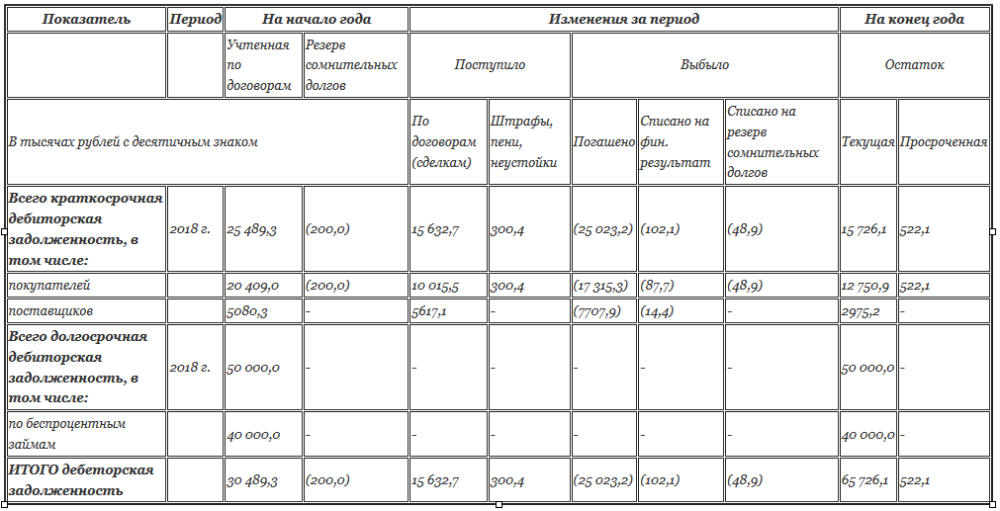 Показатель Период На начало года Изменения за период На конец года
Учтенная по договорам Резерв сомнительных долгов Поступило Выбыло Остаток
В тысячах рублей с десятичным знаком По договорам (сделкам) Штрафы, пени, неустойки Погашено Списано на фин. результат Списано на резерв сомнительных долгов Текущая Просроченная
Всего краткосрочная дебиторская задолженность, в том числе: 2018 г. 25 489,3 (200,0) 15 632,7 300,4 (25 023,2) (102,1) (48,9) 15 726,1 522,1
покупателей 20 409,0 (200,0) 10 015,5 300,4 (17 315,3) (87,7) (48,9) 12 750,9 522,1
поставщиков 5080,3 - 5617,1 - (7707,9) (14,4) - 2975,2 -
Всего долгосрочная дебиторская задолженность, в том числе: 2018 г. 50 000,0 - - - - - - 50 000,0 -
по беспроцентным займам 40 000,0 - - - - - - 40 000,0 -
ИТОГО дебеторская задолженность 30 489,3 (200,0) 15 632,7 300,4 (25 023,2) (102,1) (48,9) 65 726,1 522,1